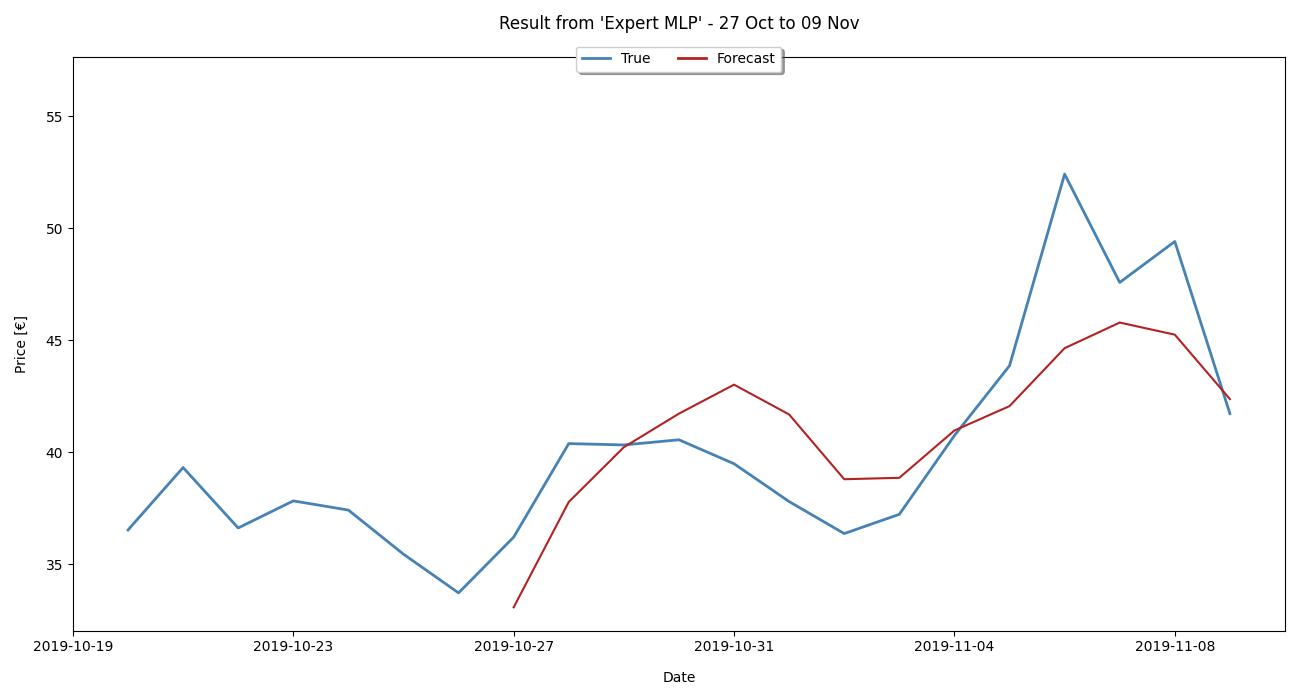 Result from 'Expert MLP' - 27 Oct to 09 Nov
True
Forecast
55
50
45
40
35
Price [€]
2019-10-19
2019-10-23
2019-10-27
2019-10-31
2019-11-04
2019-11-08
Date